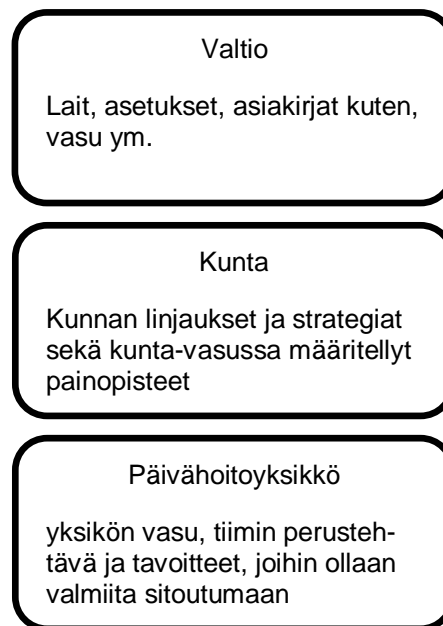 Valtio
Lait, asetukset, asiakirjat kuten,
vasu ym.
Kunta
Kunnan linjaukset ja strategiat
sekä kunta-vasussa määritellyt
painopisteet
Päivähoitoyksikkö
yksikön vasu, tiimin perusteh-
tävä ja tavoitteet, joihin ollaan
valmiita sitoutumaan